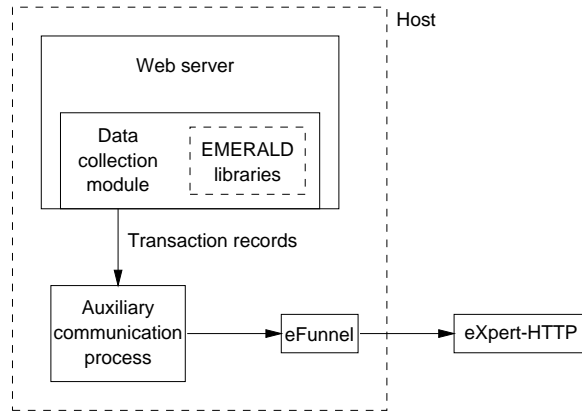 Host
Web server
Data
collection
module
EMERALD
libraries
Transaction records
Auxiliary
communication
process
eFunnel
eXpert-HTTP